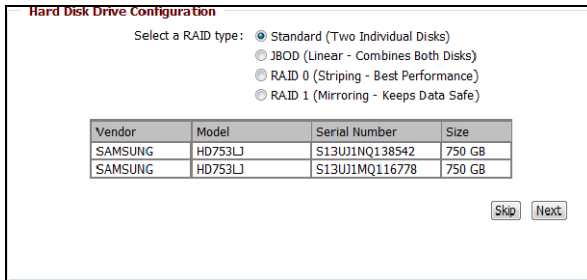 Hard Disk Drive Configuration
Select a RAID type: Standard (Two Individual Disks)
JBOD (Linear - Combines Both Disks)
RAID 0 (Striping - Best Performance)
RAID 1 (Mirroring - Keeps Data Safe)
Vendor Model Serial Number Size
SAMSUNG HD753LJ S13UJ1NQ138542 750 GB
SAMSUNG HD753LJ S13UJ1MQ116778 750 GB
Skip Next